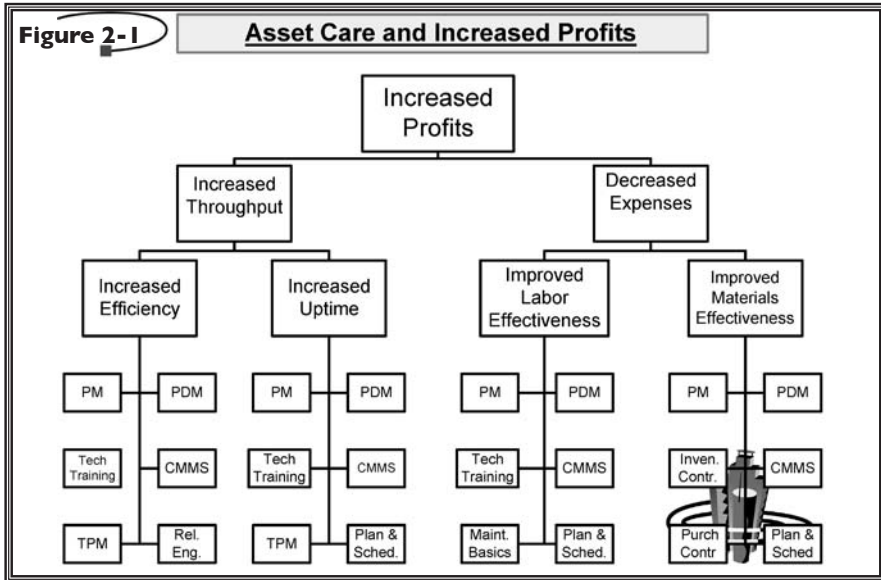 Figure 2-1
Asset Care and Increased Profits
Increased
Profits
Increased
Throughput
Decreased
Expenses
Increased
Efficiency
Increased
Uptime
Improved
Labor
Effectiveness
Improved
Materials
Effectiveness
PM
PDM
PM
PDM
PM
PDM
PM
PDM
Tech
Training
CMMS
Tech
Training
CMMS
Tech
Training
CMMS
Inven.
Contr.
CMMS
TPM
Rel.
Eng.
TPM
Plan &
Sched.
Maint.
Basics
Plan &
Sched.
Purch
Contr
Plan &
Sched